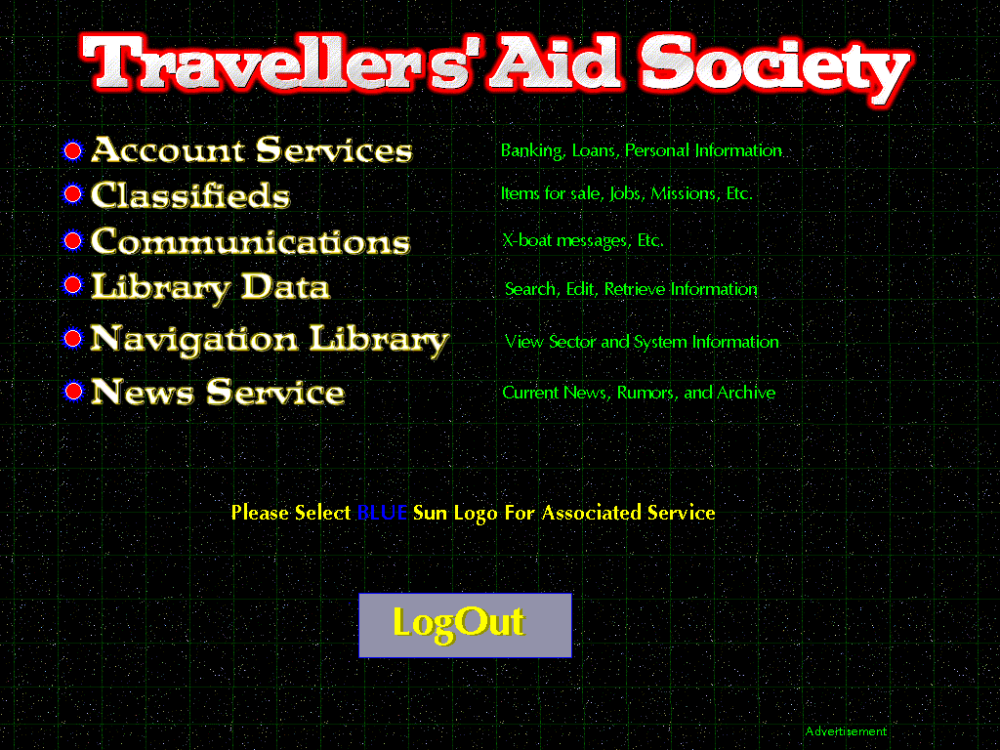 Travellers' Aid Society
Account Services Banking, Loans, Personal Information
Classifieds Items for sale, Jobs, Missions, Etc.
Communications X-boat messages, Etc.
Library Data Search, Edit, Retrieve Information
Navigation Library View Sector and System Information
News Service Current News, Rumors, and Archive
Please Select BLUE Sun Logo For Associated Service
LogOut
Advertisement